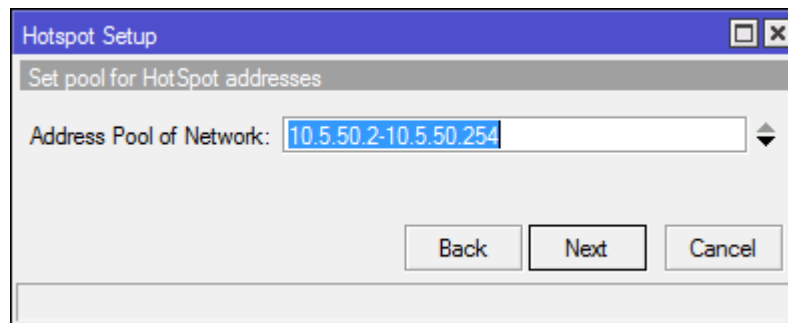 Hotspot Setup
Set pool for HotSpot addresses
Address Pool of Network: 10.5.50.2-10.5.50.254
Back Next Cancel